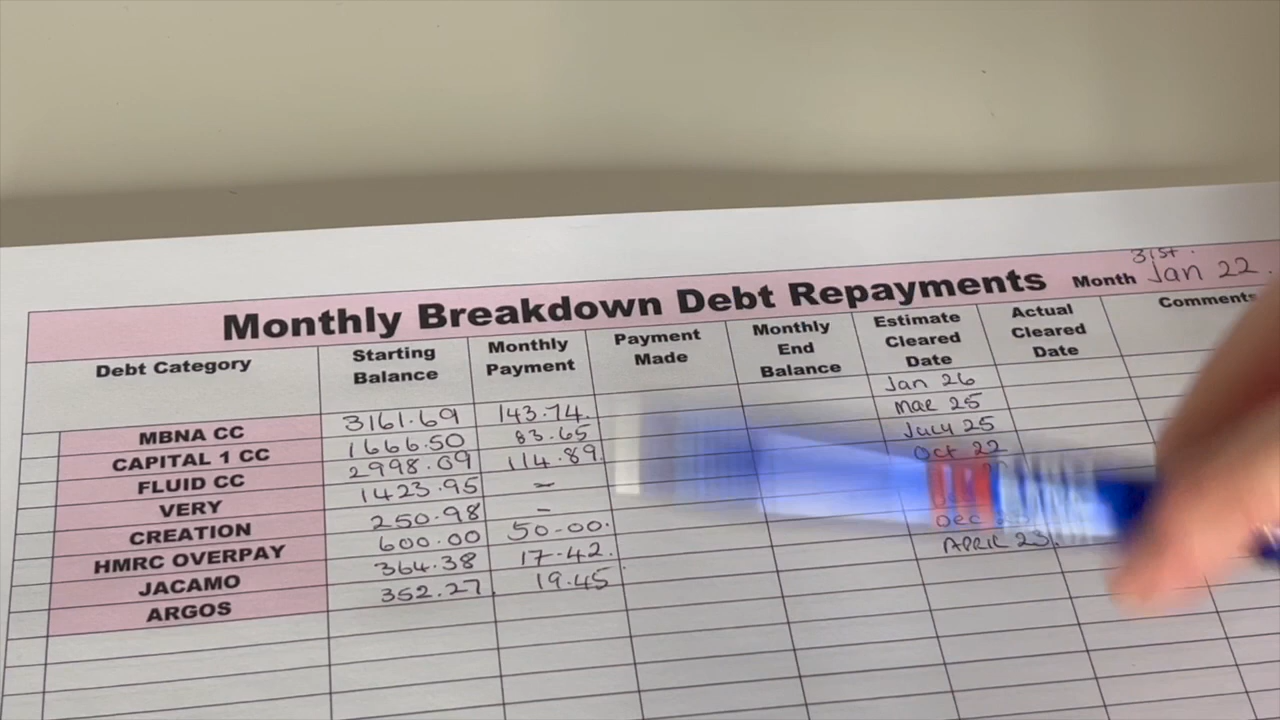 Monthly Breakdown Debt Repayments Month 31st. Jan 22.
Debt Category Starting Balance Monthly Payment Payment Made Monthly End Balance Estimate Cleared Date Actual Cleared Date Comments
MBNA CC 3161.69 143.74. Jan 26
CAPITAL 1 CC 1666.50 83.65 Mar 25
FLUID CC 2998.09 114.89 July 25
VERY 1423.95 – Oct 22
CREATION 250.98 –
HMRC OVERPAY 600.00 50-00.
JACAMO 364.38 17-42. Dec
ARGOS 352.27 19.45 APRIL 23.